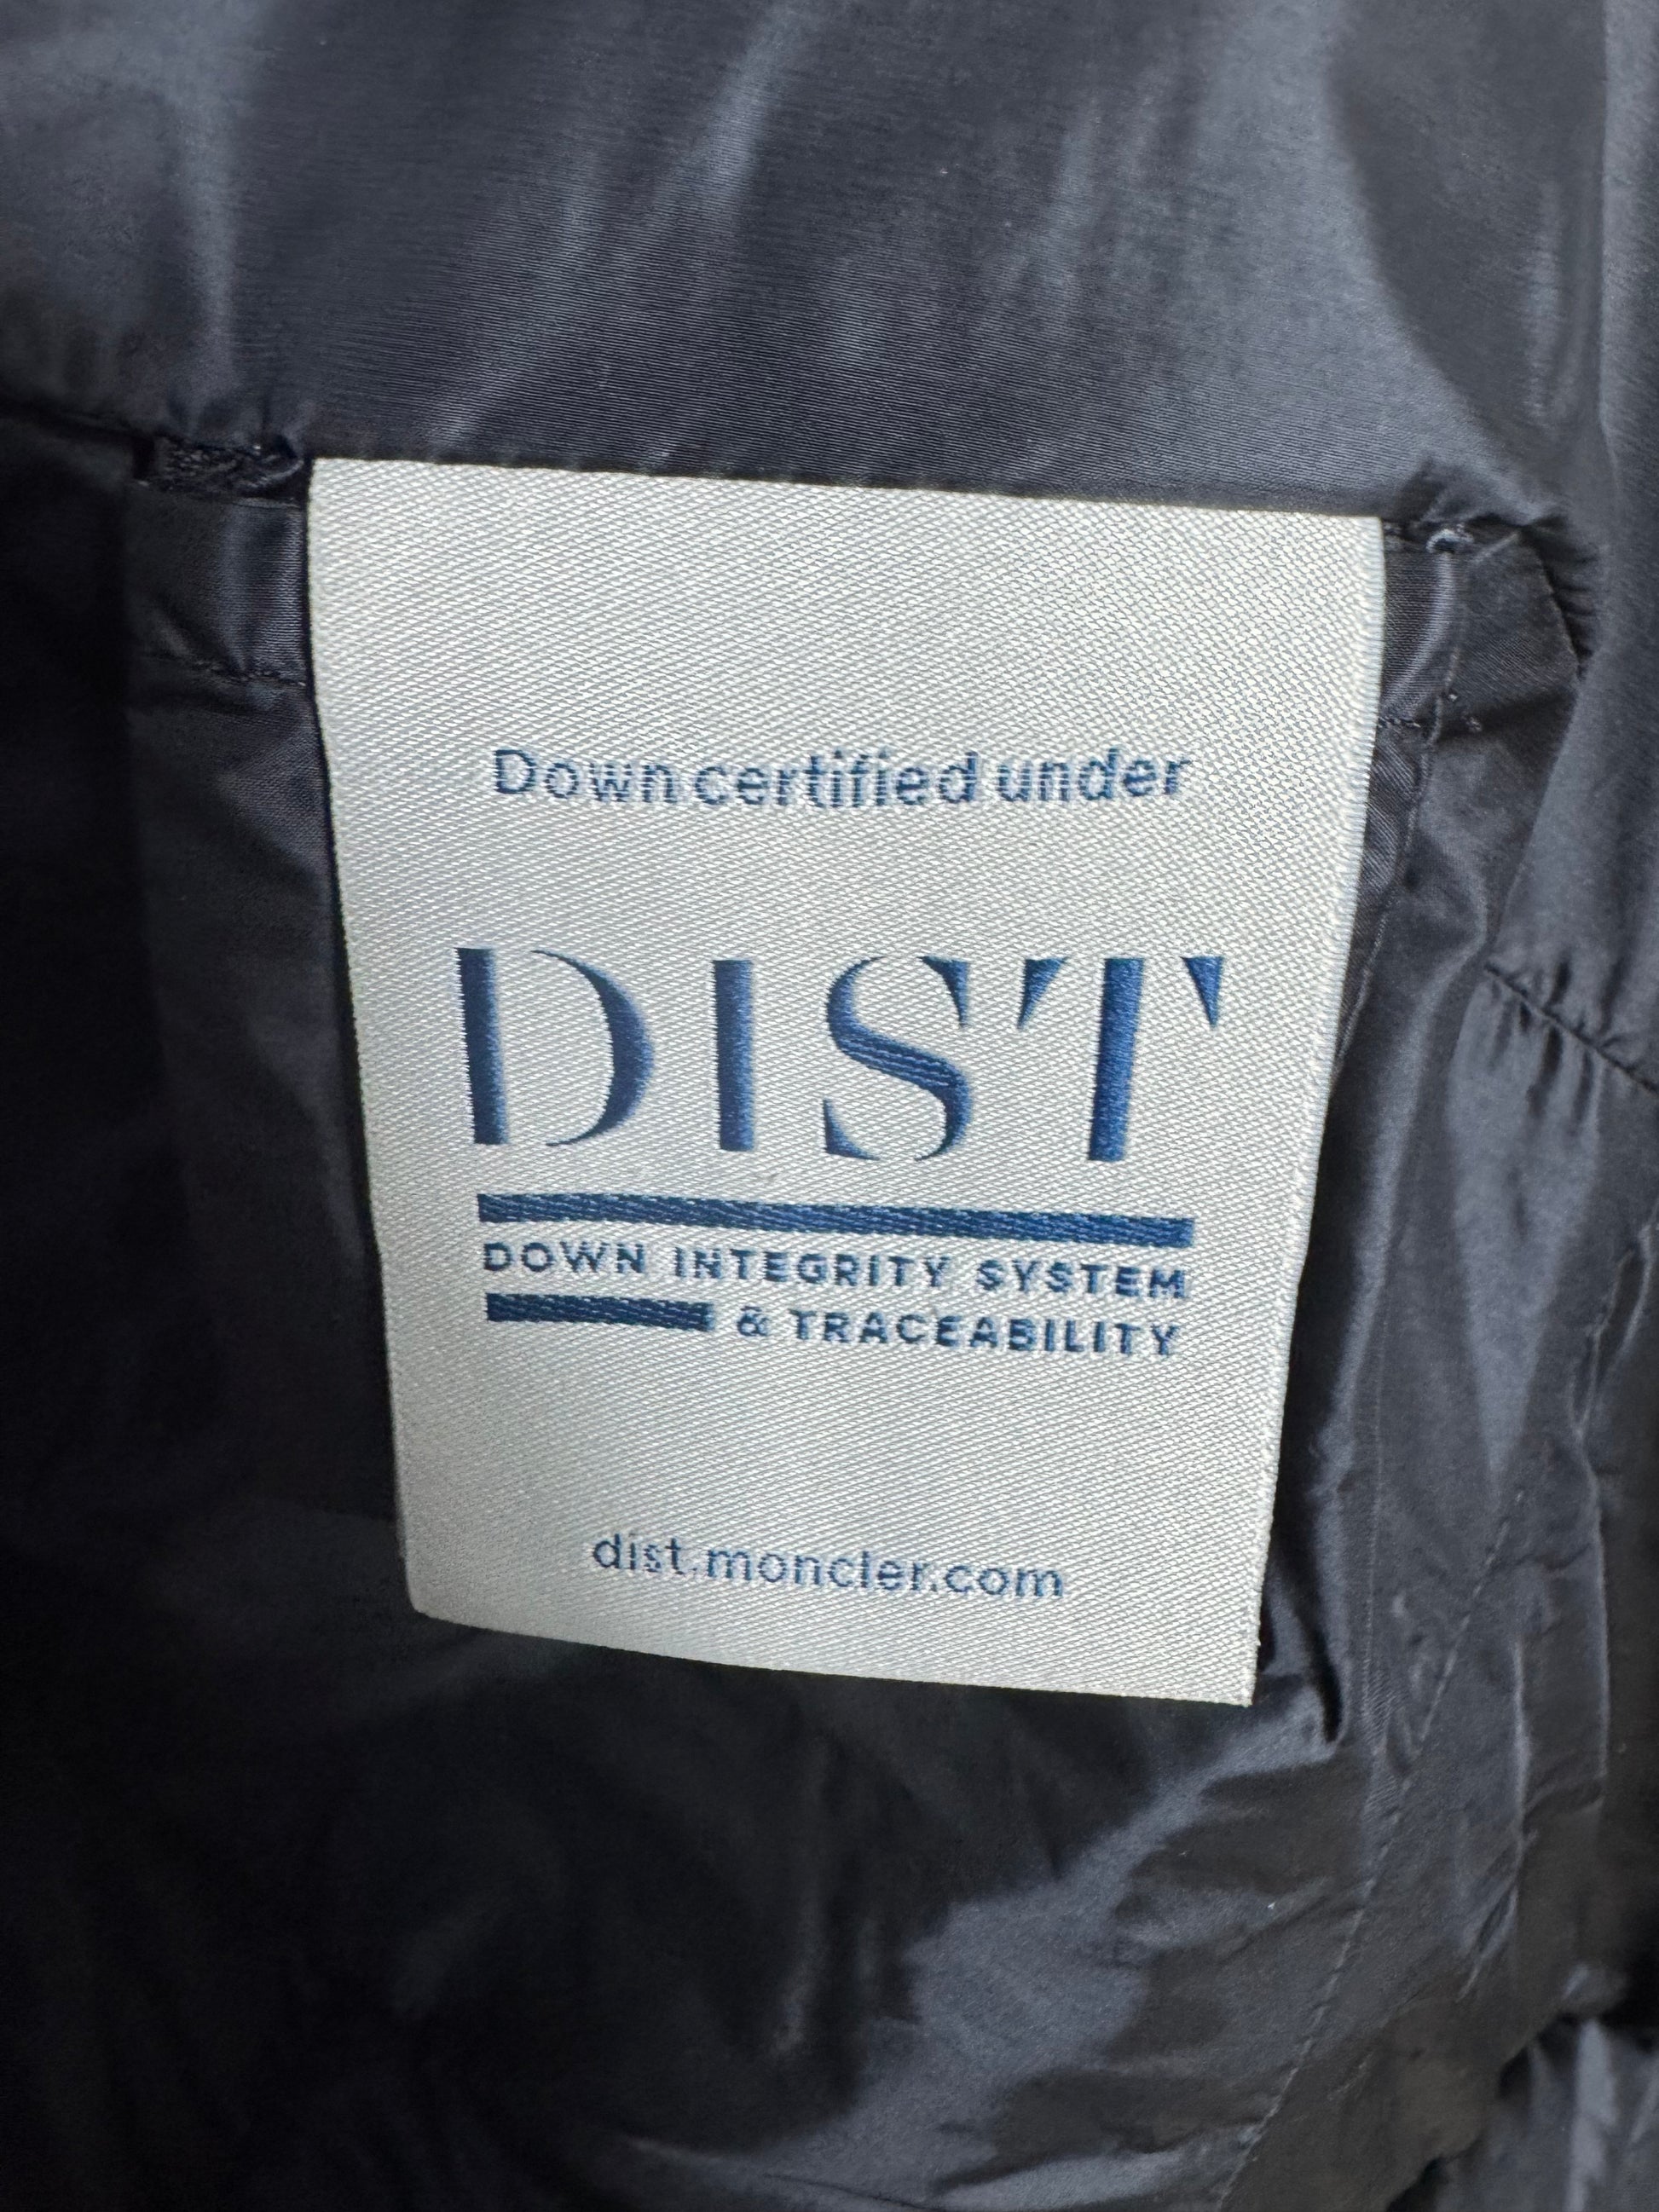 Down certified under
DIST
DOWN INTEGRITY SYSTEM
& TRACEABILITY
dist.moncler.com